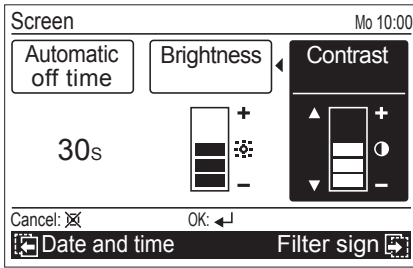 Screen Mo 10:00
Automatic off time Brightness Contrast
30s
+ +
- -
Cancel: OK:
Date and time Filter sign